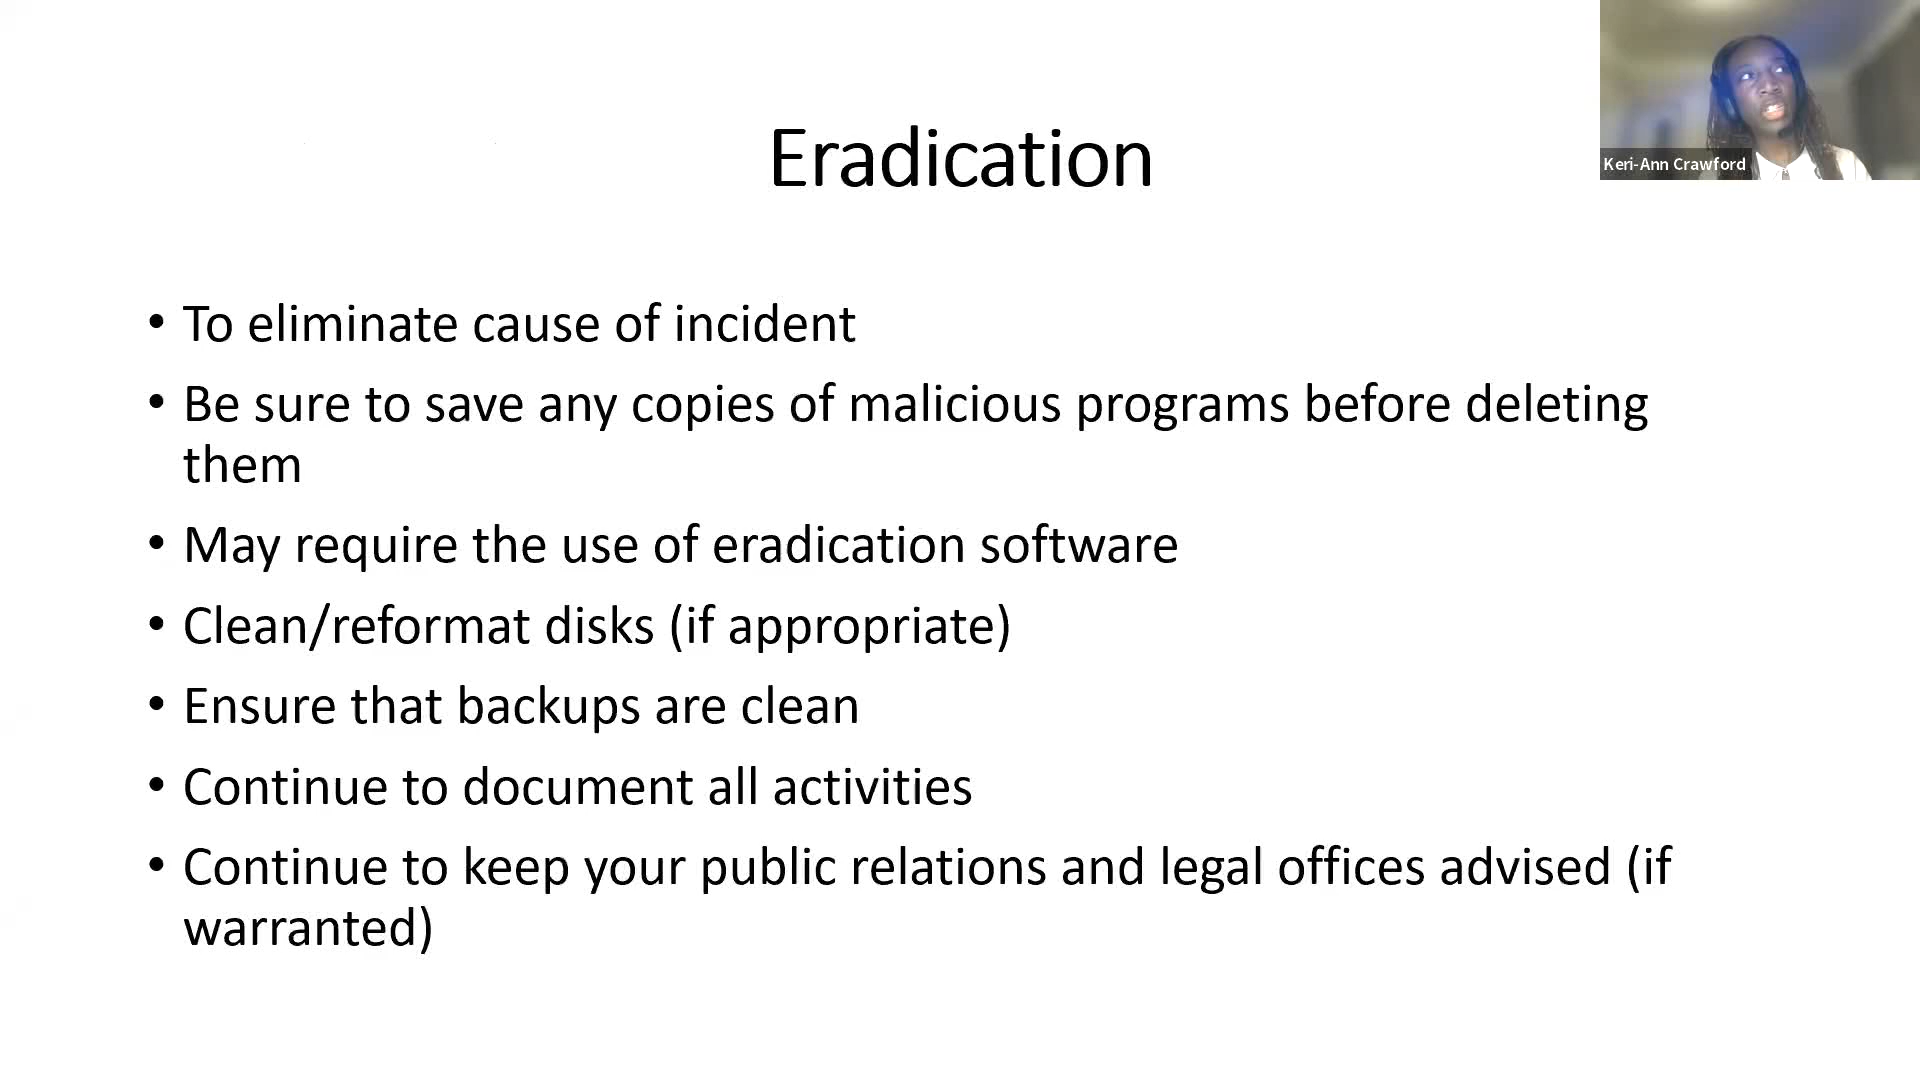 Eradication
Keri-Ann Crawford
• To eliminate cause of incident
• Be sure to save any copies of malicious programs before deleting
them
• May require the use of eradication software
• Clean/reformat disks (if appropriate)
• Ensure that backups are clean
• Continue to document all activities
• Continue to keep your public relations and legal offices advised (if
warranted)